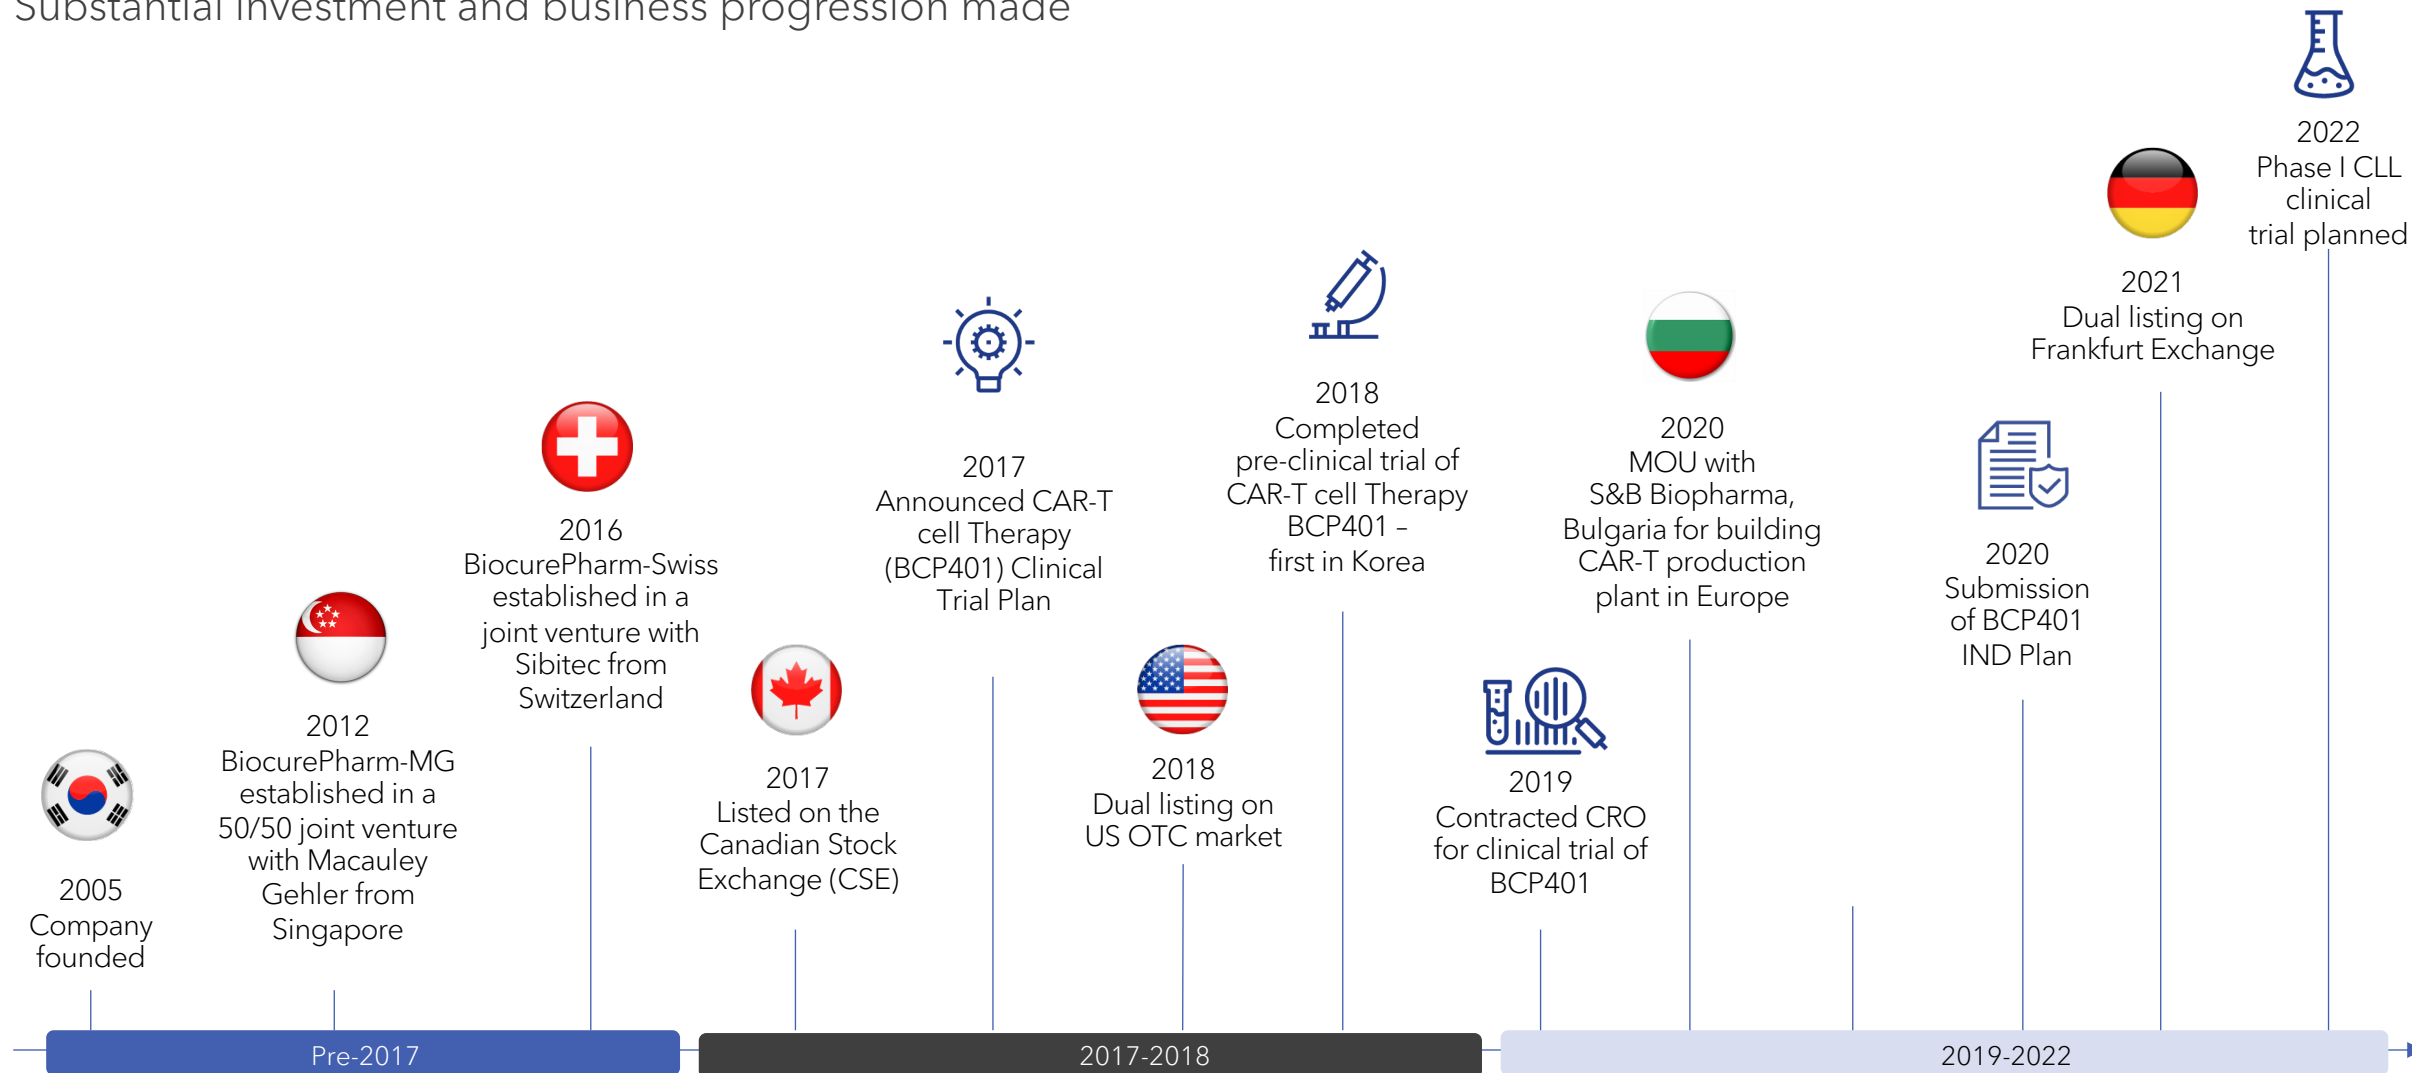 Substantial investment and business progression made
2005
Company
founded
2012
BiocurePharm-MG
established in a
50/50 joint venture
with Macauley
Gehler from
Singapore
2016
BiocurePharm-Swiss
established in a
joint venture with
Sibitec from
Switzerland
2017
Listed on the
Canadian Stock
Exchange (CSE)
2017
Announced CAR-T
cell Therapy
(BCP401) Clinical
Trial Plan
2018
Dual listing on
US OTC market
2018
Completed
pre-clinical trial of
CAR-T cell Therapy
BCP401 –
first in Korea
2019
Contracted CRO
for clinical trial of
BCP401
2020
MOU with
S&B Biopharma,
Bulgaria for building
CAR-T production
plant in Europe
2020
Submission
of BCP401
IND Plan
2021
Dual listing on
Frankfurt Exchange
2022
Phase I CLL
clinical
trial planned
Pre-2017
2017-2018
2019-2022